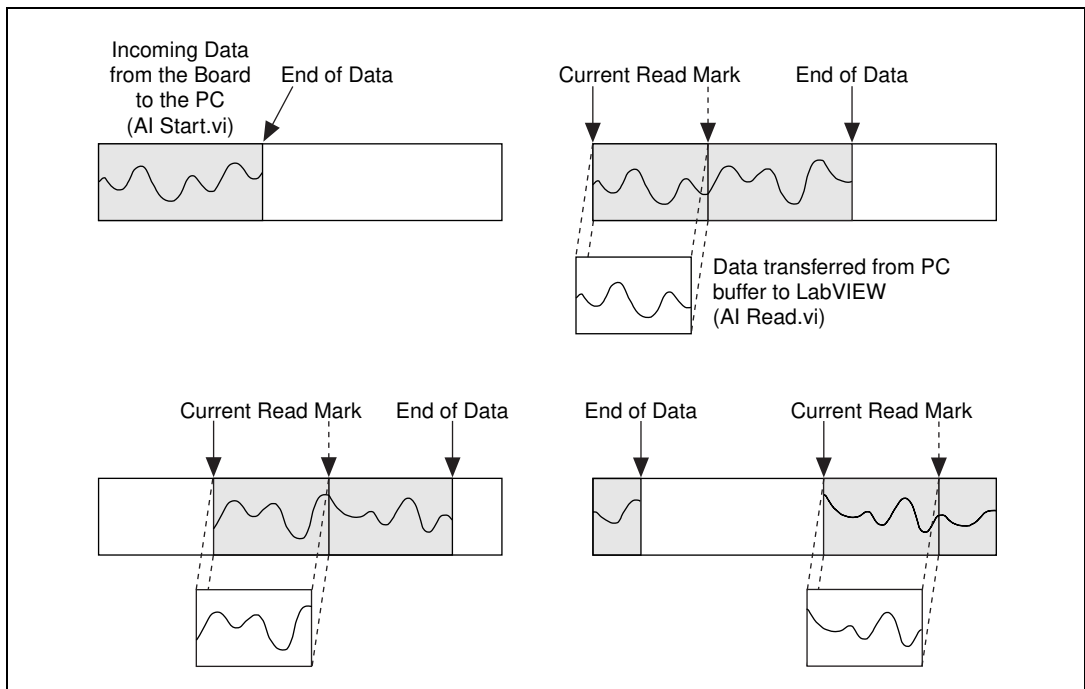 Incoming Data
from the Board
to the PC
(AI Start.vi)
End of Data
Current Read Mark
End of Data
Data transferred from PC
buffer to LabVIEW
(AI Read.vi)
Current Read Mark
End of Data
End of Data
Current Read Mark